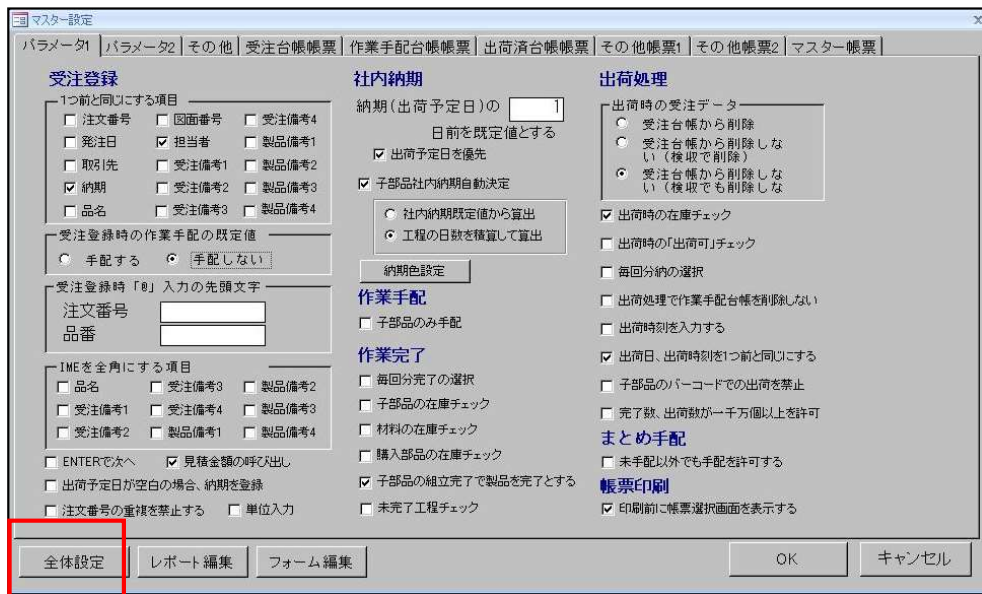 マスター設定
x
パラメータ1 パラメータ2 その他 受注台帳帳票 作業手配台帳帳票 出荷済台帳帳票 その他帳票1 その他帳票2 マスター帳票
受注登録
1つ前と同じにする項目
注文番号 図面番号 受注備考4
発注日 担当者 製品備考1
取引先 受注備考1 製品備考2
納期 受注備考2 製品備考3
品名 受注備考3 製品備考4
受注登録時の作業手配の既定値
手配する 手配しない
受注登録時「@」入力の先頭文字
注文番号
品番
IMEを全角にする項目
品名 受注備考3 製品備考2
受注備考1 受注備考4 製品備考3
受注備考2 製品備考1 製品備考4
ENTERで次へ 見積金額の呼び出し
出荷予定日が空白の場合、納期を登録
注文番号の重複を禁止する 単位入力
社内納期
納期(出荷予定日)の 1
日前を既定値とする
出荷予定日を優先
子部品社内納期自動決定
社内納期既定値から算出
工程の日数を積算して算出
納期色設定
作業手配
子部品のみ手配
作業完了
毎回分完了の選択
子部品の在庫チェック
材料の在庫チェック
購入部品の在庫チェック
子部品の組立完了で製品を完了とする
未完了工程チェック
出荷処理
出荷時の受注データ
受注台帳から削除
受注台帳から削除しな
い(検収で削除)
受注台帳から削除しな
い(検収でも削除しな
出荷時の在庫チェック
出荷時の「出荷可」チェック
毎回分納の選択
出荷処理で作業手配台帳を削除しない
出荷時刻を入力する
出荷日、出荷時刻を1つ前と同じにする
子部品のバーコードでの出荷を禁止
完了数、出荷数が一千万個以上を許可
まとめ手配
未手配以外でも手配を許可する
帳票印刷
印刷前に帳票選択画面を表示する
全体設定 レポート編集 フォーム編集 OK キャンセル